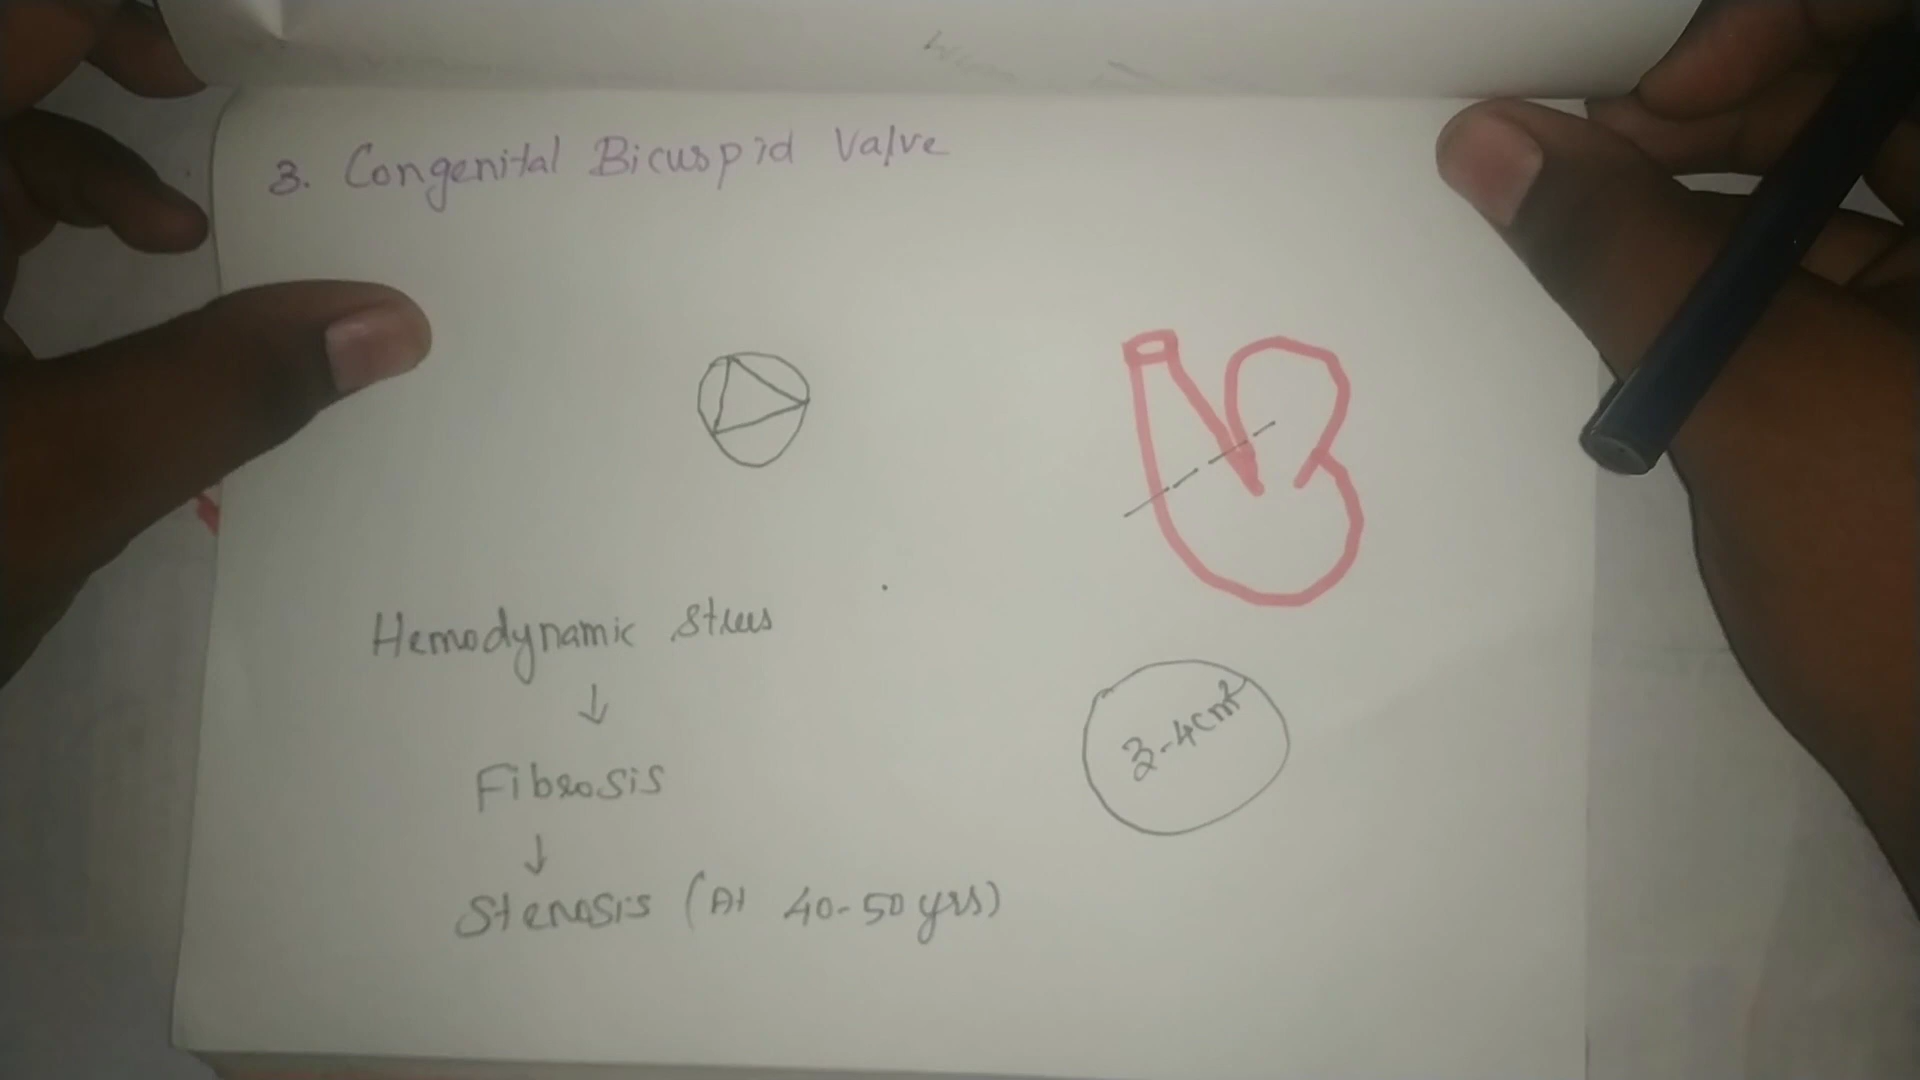 3. Congenital Bicuspid Valve
Hemodynamic stress
↓
Fibrosis
↓
Stenosis (At 40-50 yrs)
3-4cm²